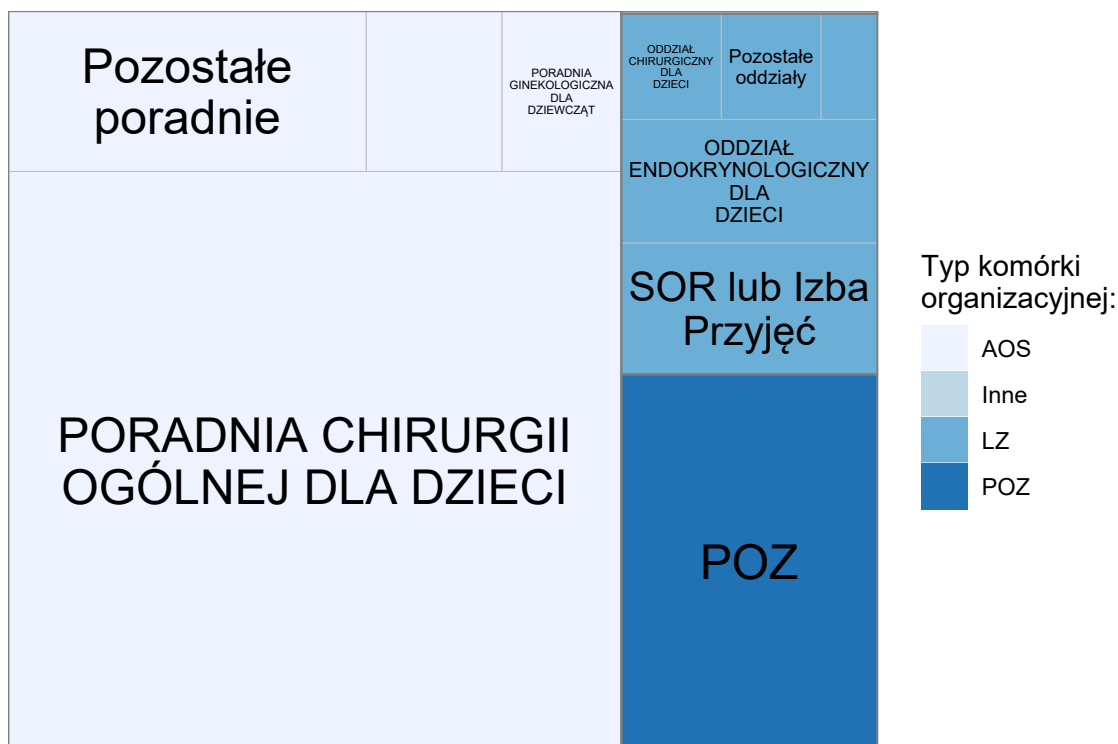 Pozostałe
poradnie
PORADNIA
GINEKOLOGICZNA
DLA
DZIEWCZĄT
ODDZIAŁ
CHIRURGICZNY
DLA
DZIECI
Pozostałe
oddziały
ODDZIAŁ
ENDOKRYNOLOGICZNY
DLA
DZIECI
SOR lub Izba
Przyjęć
PORADNIA CHIRURGII
OGÓLNEJ DLA DZIECI
POZ
Typ komórki
organizacyjnej:
AOS
Inne
LZ
POZ